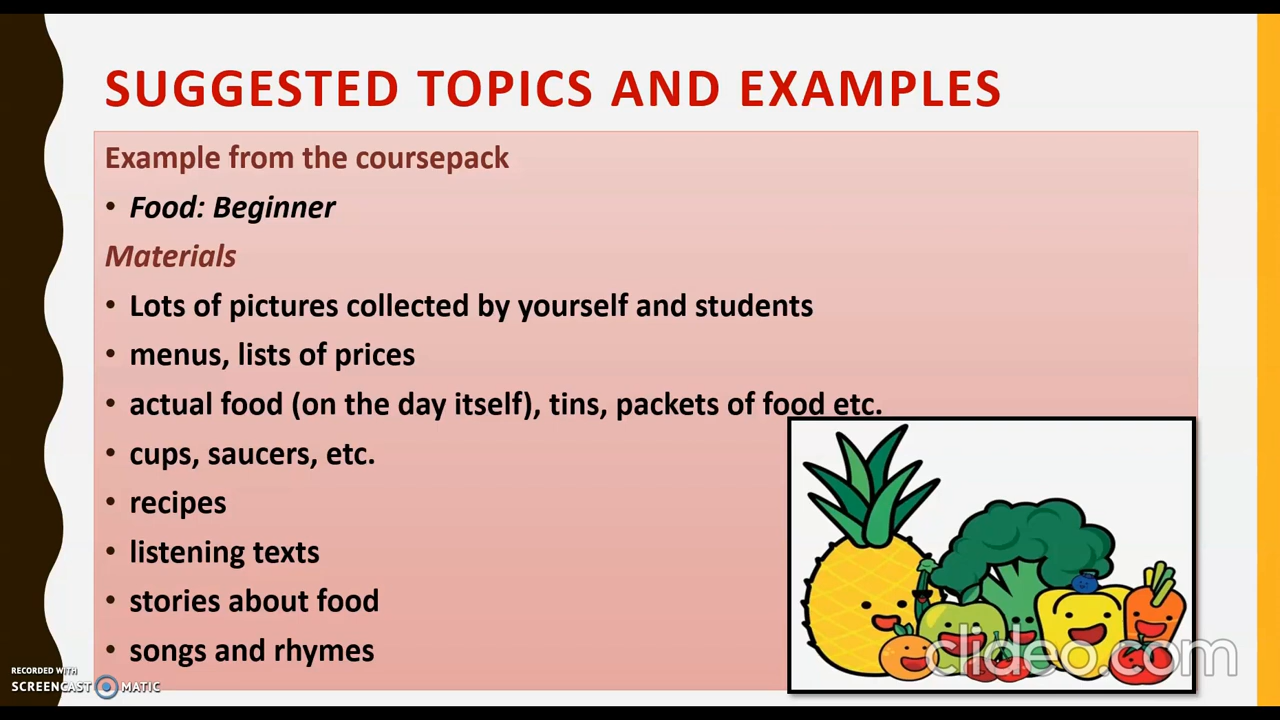 SUGGESTED TOPICS AND EXAMPLES
Example from the coursepack
• Food: Beginner
Materials
• Lots of pictures collected by yourself and students
• menus, lists of prices
• actual food (on the day itself), tins, packets of food etc.
• cups, saucers, etc.
• recipes
• listening texts
• stories about food
• songs and rhymes
clideo.com
RECORDED WITH
SCREENCAST MATIC